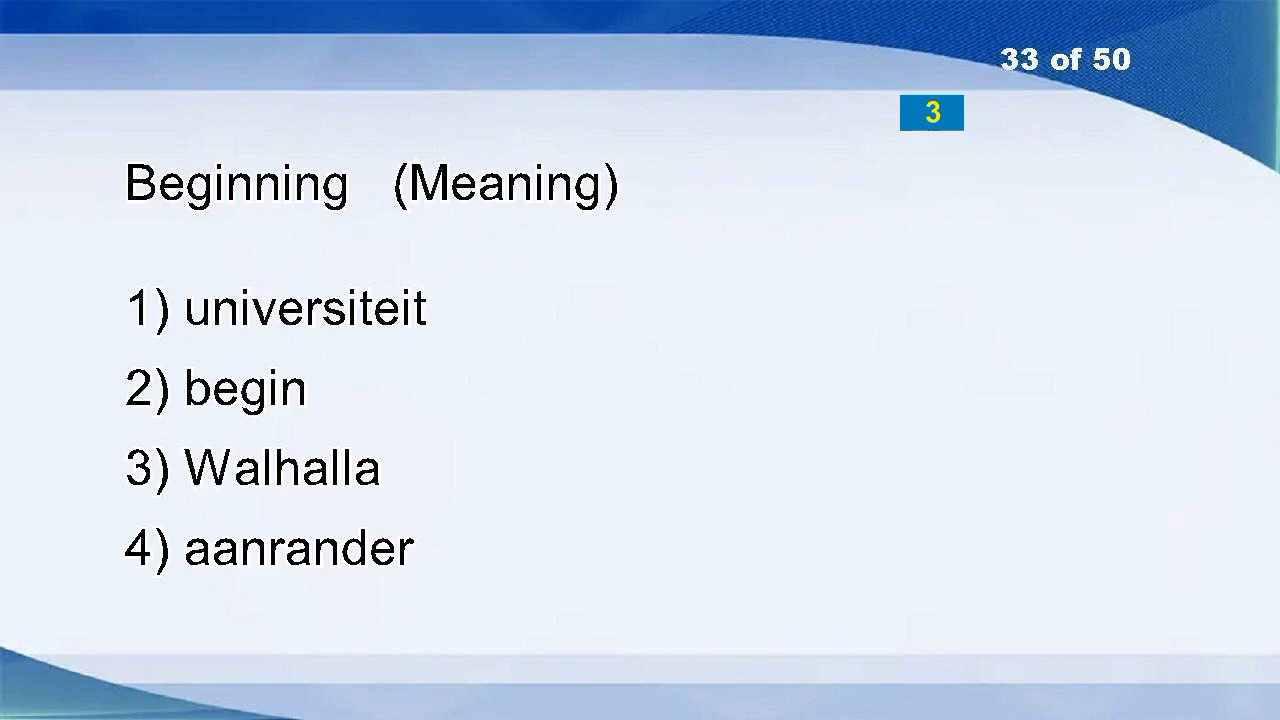 33 of 50
3
Beginning (Meaning)
1) universiteit
2) begin
3) Walhalla
4) aanrander